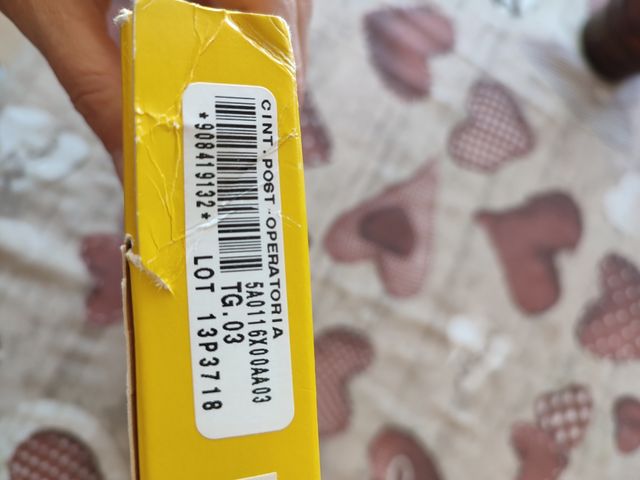 CINT.POST.OPERATORIA
*908419132*
5A0116X00AA03
TG.03
LOT 13P3718